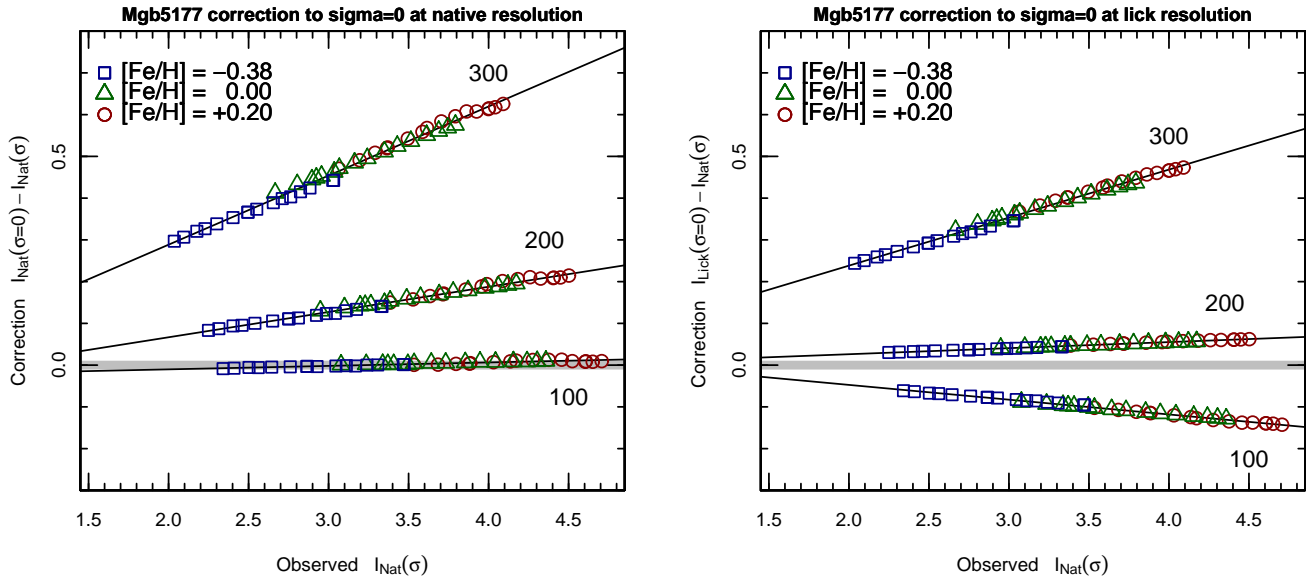 Mgb5177 correction to sigma=0 at native resolution
[Fe/H] = −0.38
[Fe/H] = 0.00
[Fe/H] = +0.20
300
200
100
0.5
0.0
Correction I_Nat(σ=0) − I_Nat(σ)
1.5 2.0 2.5 3.0 3.5 4.0 4.5
Observed I_Nat(σ)
Mgb5177 correction to sigma=0 at lick resolution
[Fe/H] = −0.38
[Fe/H] = 0.00
[Fe/H] = +0.20
300
200
100
0.5
0.0
Correction I_Lick(σ=0) − I_Nat(σ)
1.5 2.0 2.5 3.0 3.5 4.0 4.5
Observed I_Nat(σ)